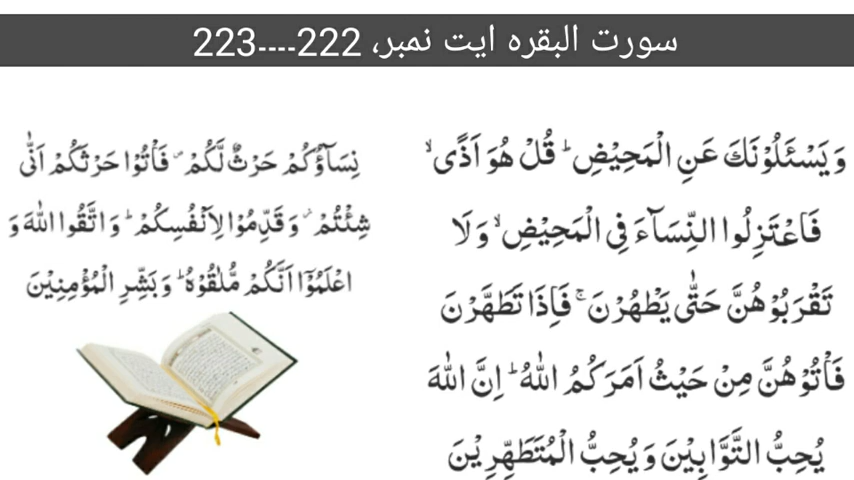 سورت البقره ایت نمبر، 222----223
وَ یَسْـَٔلُوْنَكَ عَنِ الْمَحِیْضِؕ قُلْ هُوَ اَذًیۙ
فَاعْتَزِلُوا النِّسَآءَ فِی الْمَحِیْضِۙ وَ لَا
تَقْرَبُوْهُنَّ حَتّٰی یَطْهُرْنَۚ فَاِذَا تَطَهَّرْنَ
فَاْتُوْهُنَّ مِنْ حَیْثُ اَمَرَكُمُ اللّٰهُؕ اِنَّ اللّٰهَ
یُحِبُّ التَّوَّابِیْنَ وَ یُحِبُّ الْمُتَطَهِّرِیْنَ
نِسَآؤُكُمْ حَرْثٌ لَّكُمْ۪ فَاْتُوْا حَرْثَكُمْ اَنّٰی
شِئْتُمْ٘ وَ قَدِّمُوْا لِاَنْفُسِكُمْؕ وَ اتَّقُوا اللّٰهَ وَ
اعْلَمُوْۤا اَنَّكُمْ مُّلٰقُوْهُؕ وَ بَشِّرِ الْمُؤْمِنِیْنَ